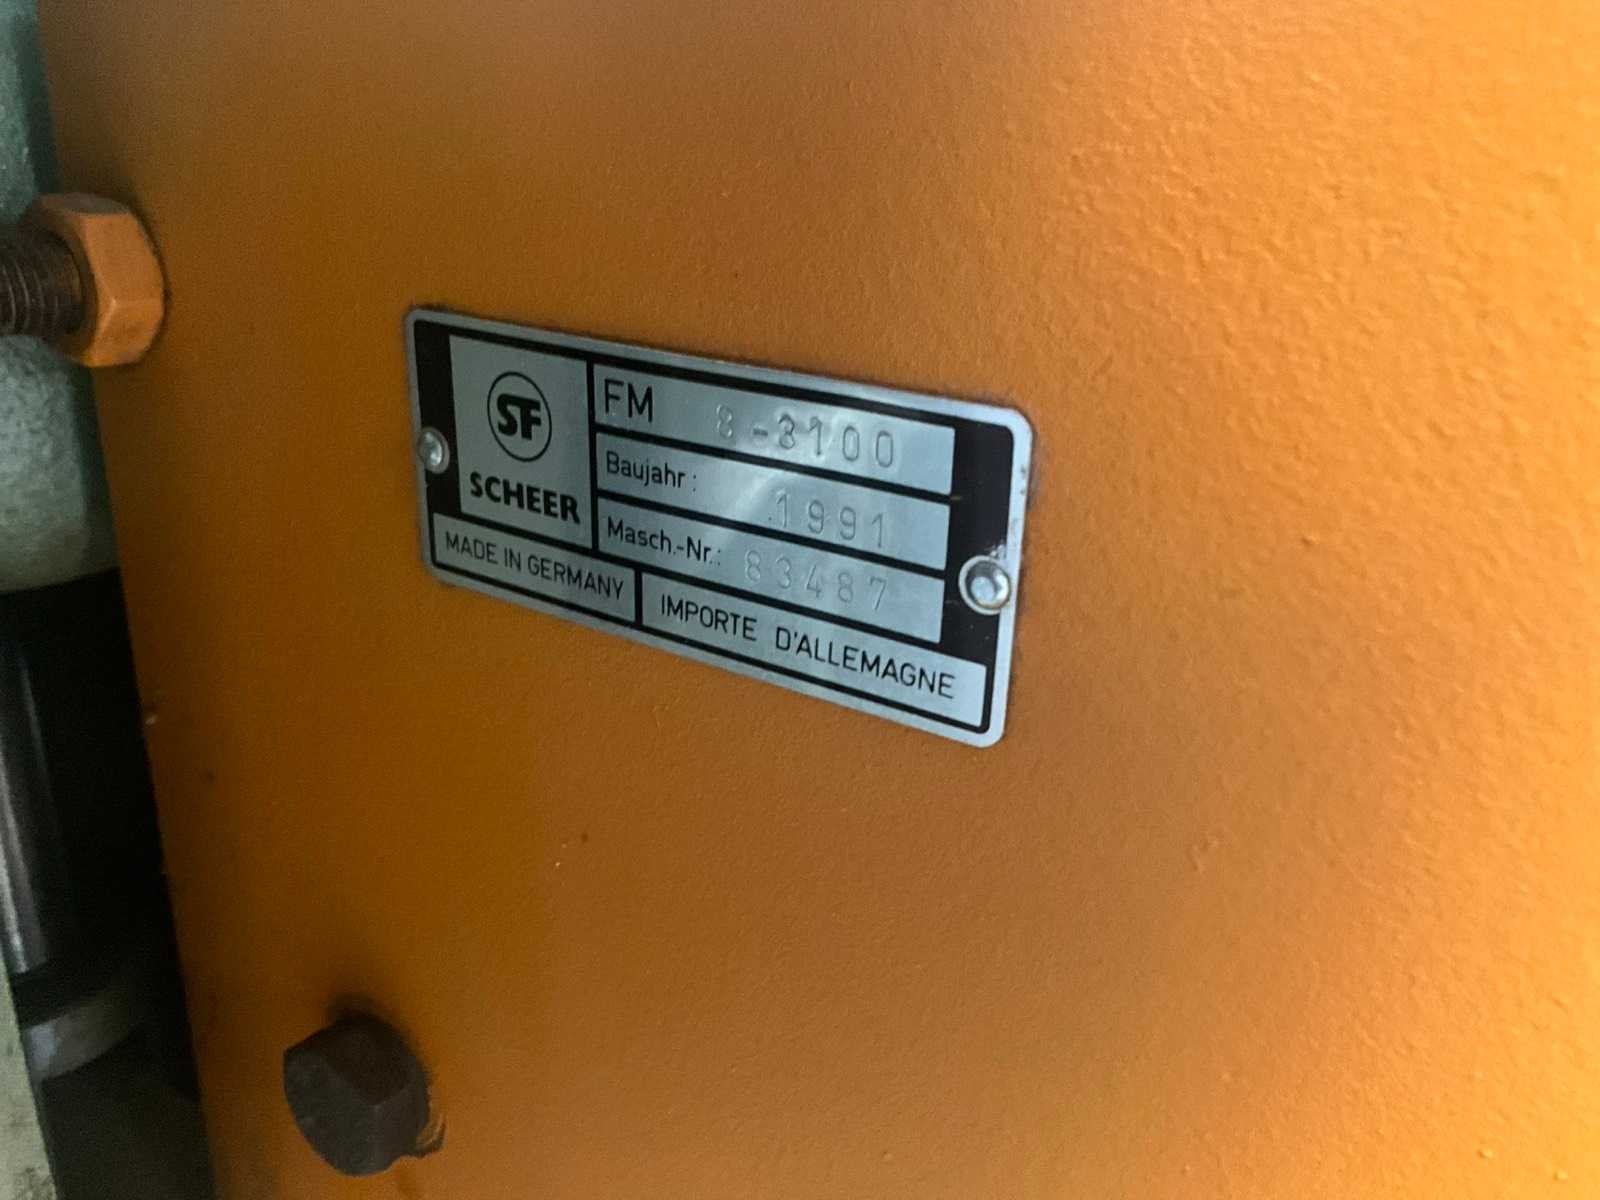 SF
SCHEER
FM 8-3100
Baujahr: 1991
Masch.-Nr.: 83487
MADE IN GERMANY
IMPORTE D'ALLEMAGNE